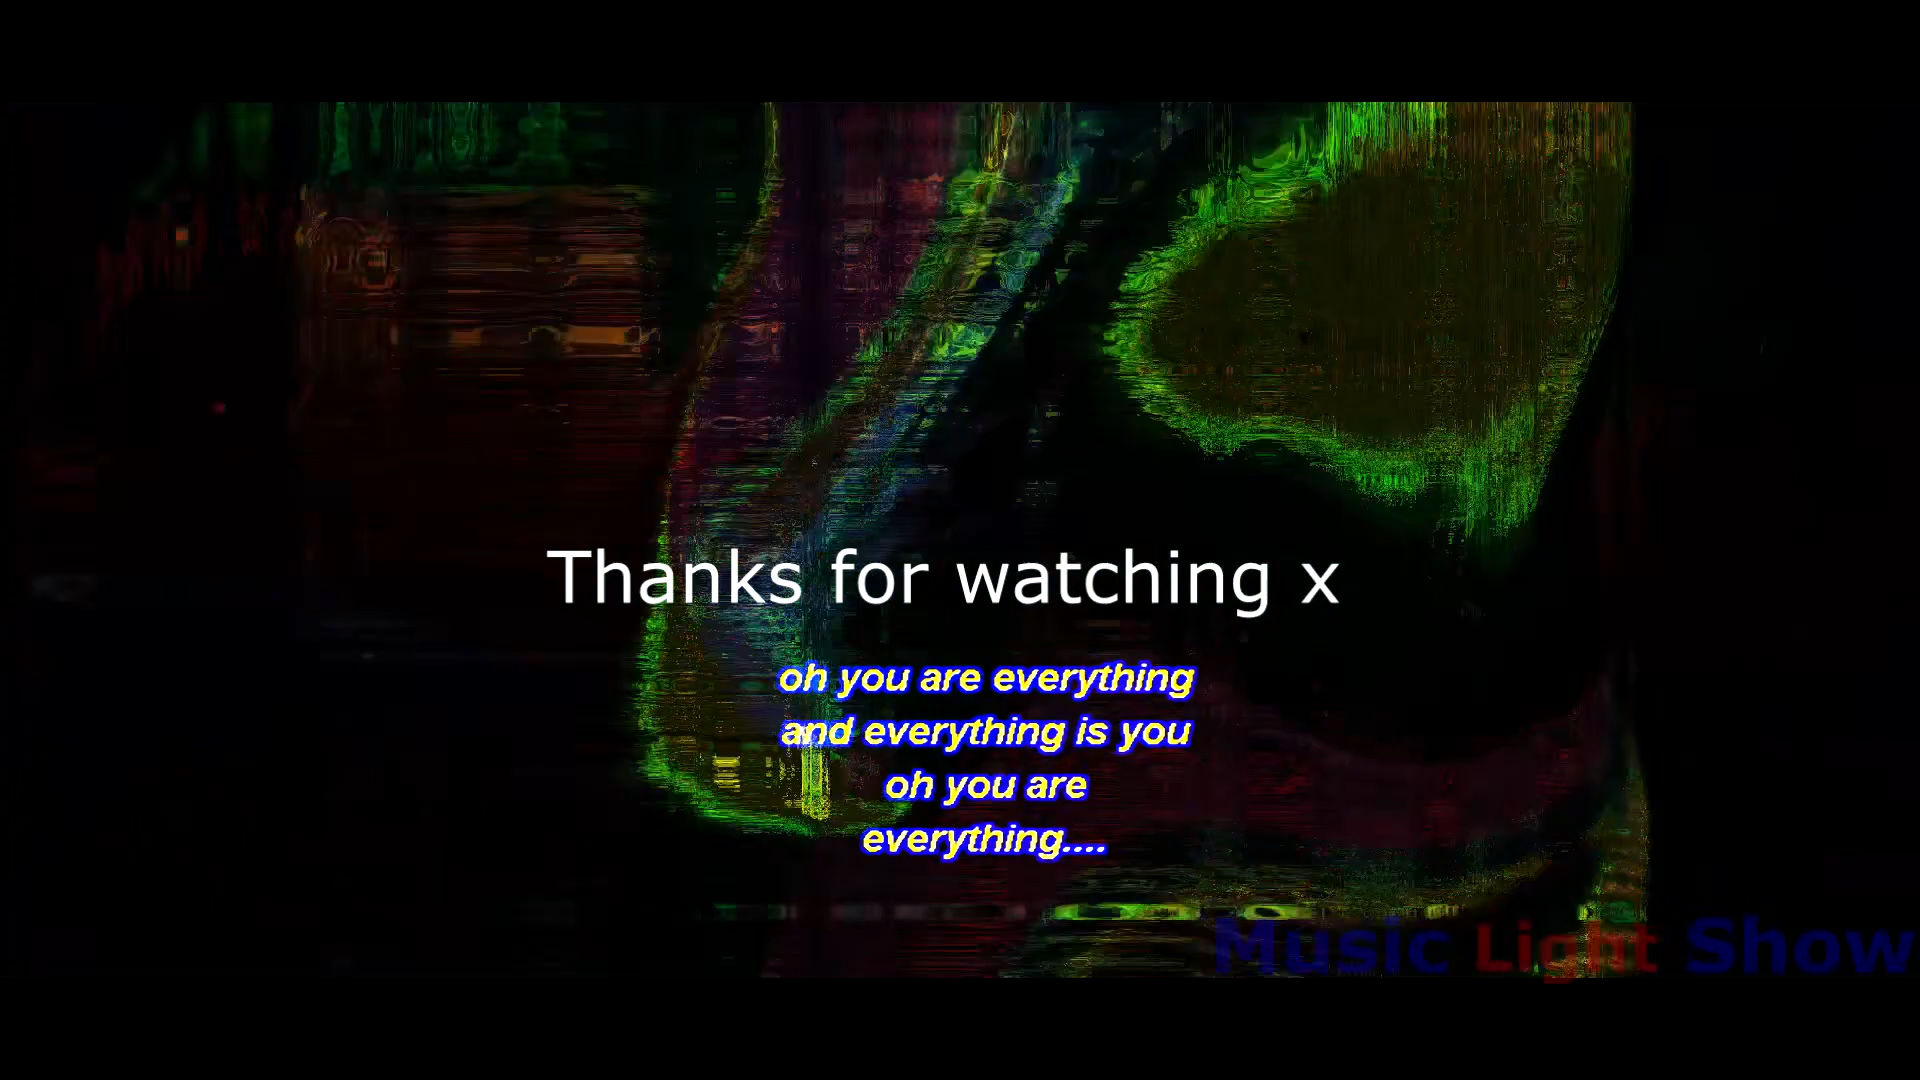 Thanks for watching x
oh you are everything
and everything is you
oh you are
everything....
Music Light Show